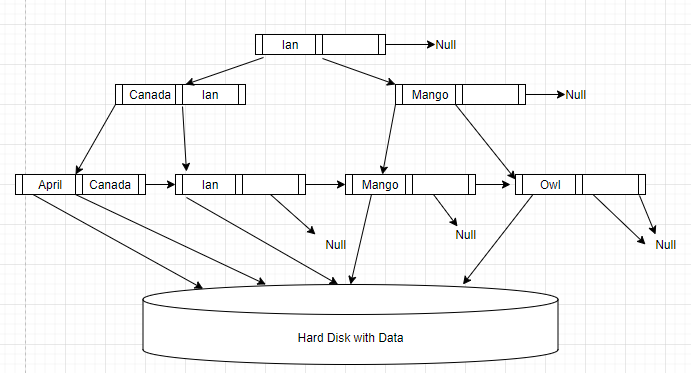 Ian
Null
Canada
Ian
Mango
Null
April
Canada
Ian
Mango
Owl
Null
Null
Null
Hard Disk with Data